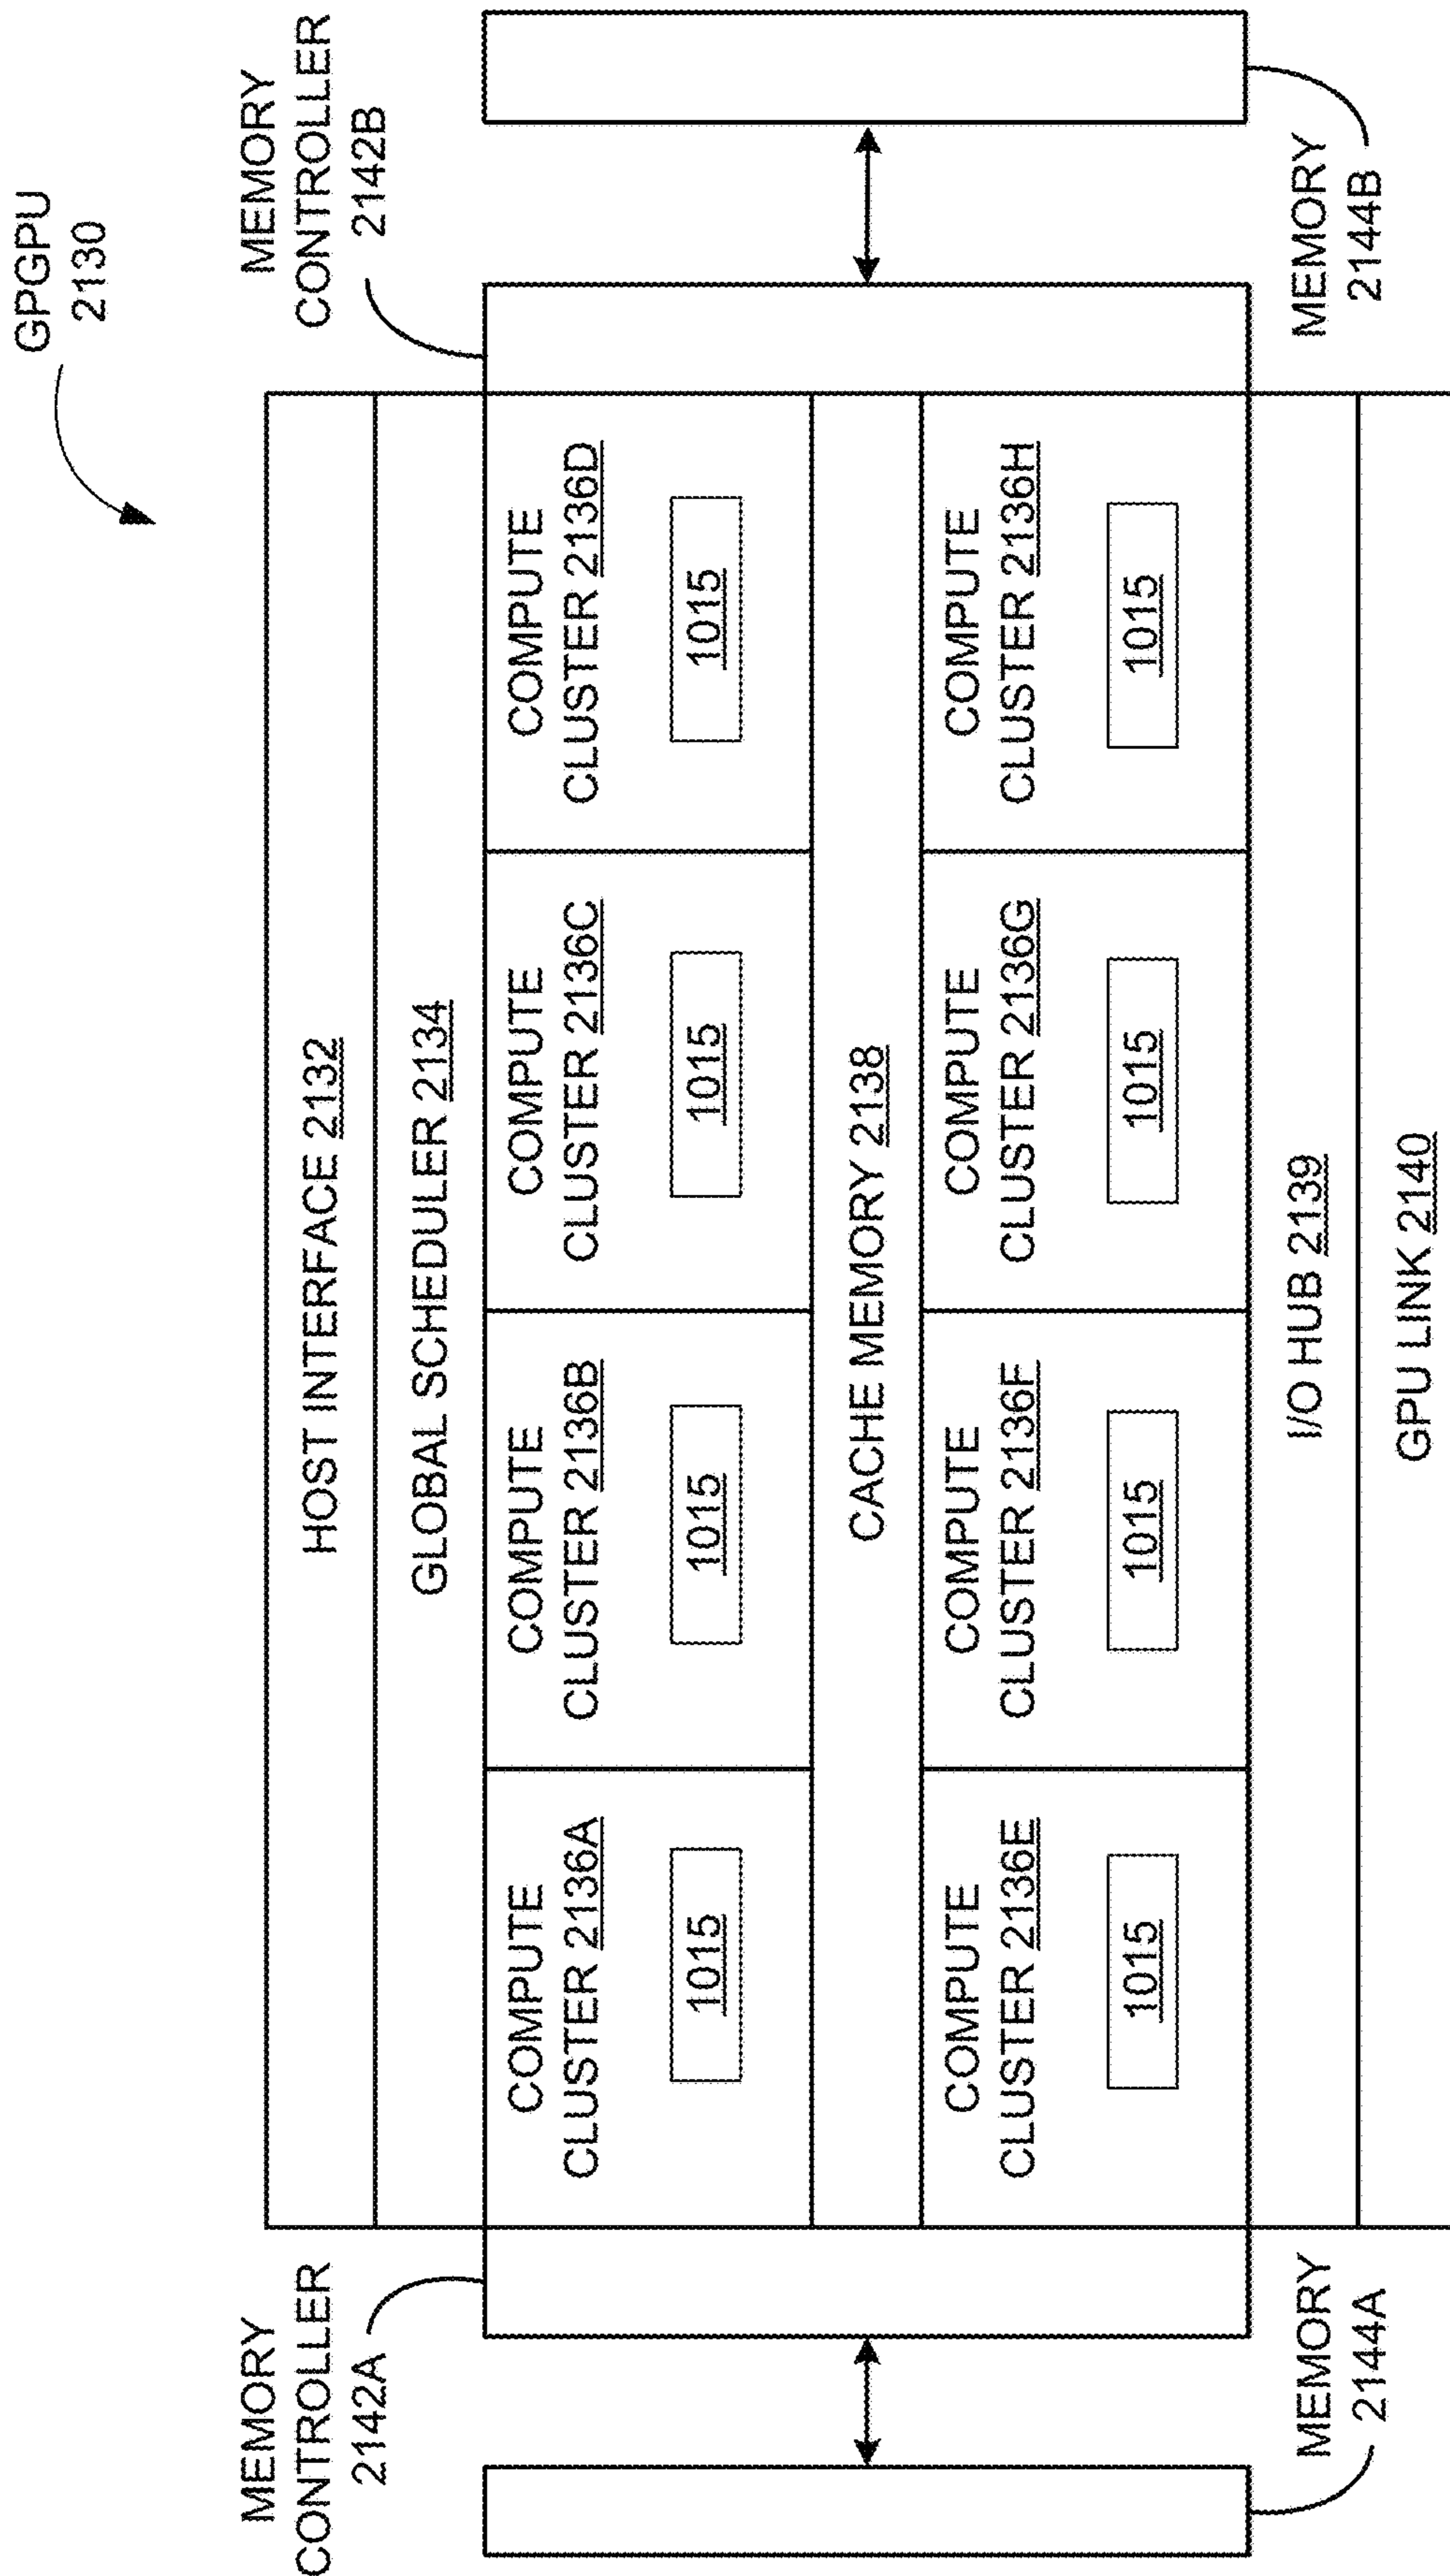 GPGPU
2130
MEMORY
CONTROLLER
2142A
MEMORY
CONTROLLER
2142B
HOST INTERFACE 2132
GLOBAL SCHEDULER 2134
COMPUTE
CLUSTER 2136A
1015
COMPUTE
CLUSTER 2136B
1015
COMPUTE
CLUSTER 2136C
1015
COMPUTE
CLUSTER 2136D
1015
CACHE MEMORY 2138
COMPUTE
CLUSTER 2136E
1015
COMPUTE
CLUSTER 2136F
1015
COMPUTE
CLUSTER 2136G
1015
COMPUTE
CLUSTER 2136H
1015
I/O HUB 2139
GPU LINK 2140
MEMORY
2144A
MEMORY
2144B